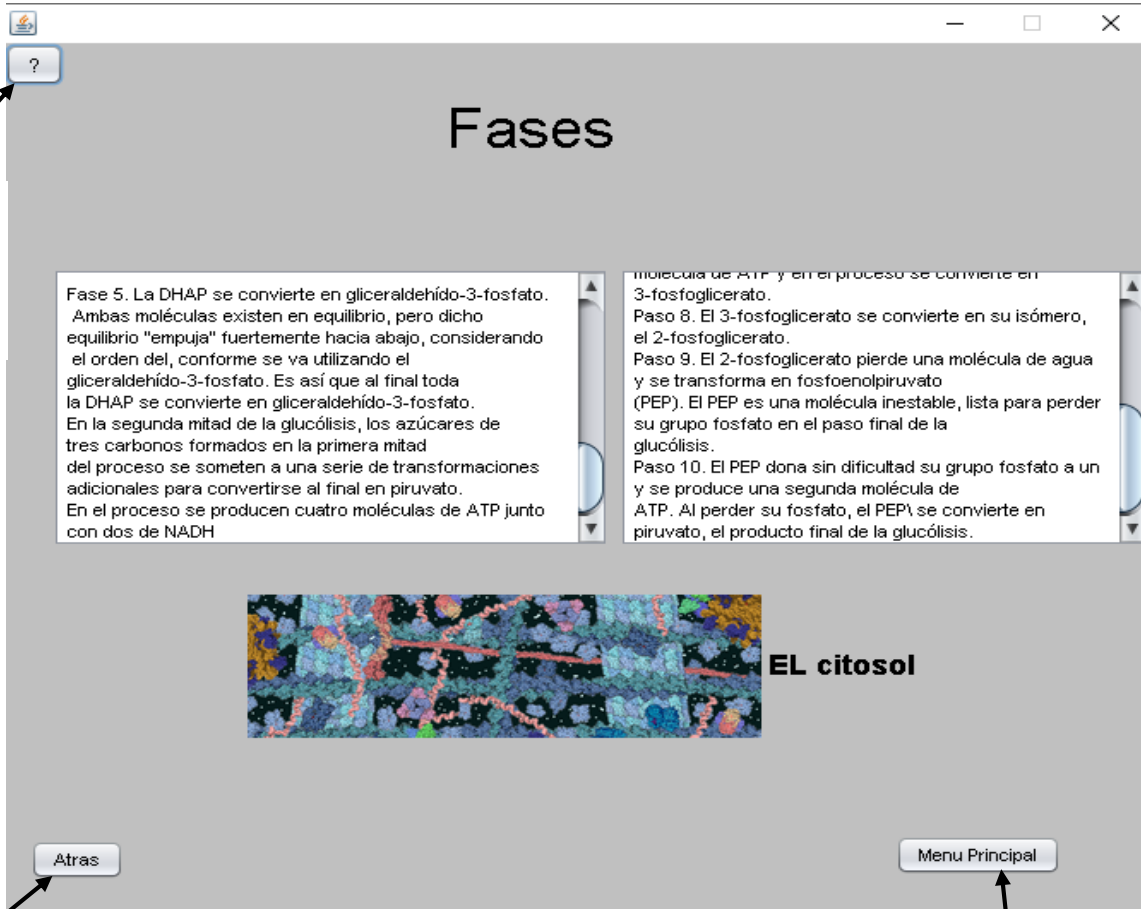 ?
Fases
Fase 5. La DHAP se convierte en gliceraldehído-3-fosfato.
Ambas moléculas existen en equilibrio, pero dicho
equilibrio "empuja" fuertemente hacia abajo, considerando
el orden del, conforme se va utilizando el
gliceraldehído-3-fosfato. Es así que al final toda
la DHAP se convierte en gliceraldehído-3-fosfato.
En la segunda mitad de la glucólisis, los azúcares de
tres carbonos formados en la primera mitad
del proceso se someten a una serie de transformaciones
adicionales para convertirse al final en piruvato.
En el proceso se producen cuatro moléculas de ATP junto
con dos de NADH
molécula de ATP y en el proceso se convierte en
3-fosfoglicerato.
Paso 8. El 3-fosfoglicerato se convierte en su isómero,
el 2-fosfoglicerato.
Paso 9. El 2-fosfoglicerato pierde una molécula de agua
y se transforma en fosfoenolpiruvato
(PEP). El PEP es una molécula inestable, lista para perder
su grupo fosfato en el paso final de la
glucólisis.
Paso 10. El PEP dona sin dificultad su grupo fosfato a un
y se produce una segunda molécula de
ATP. Al perder su fosfato, el PEP\ se convierte en
piruvato, el producto final de la glucólisis.
EL citosol
Atras
Menu Principal